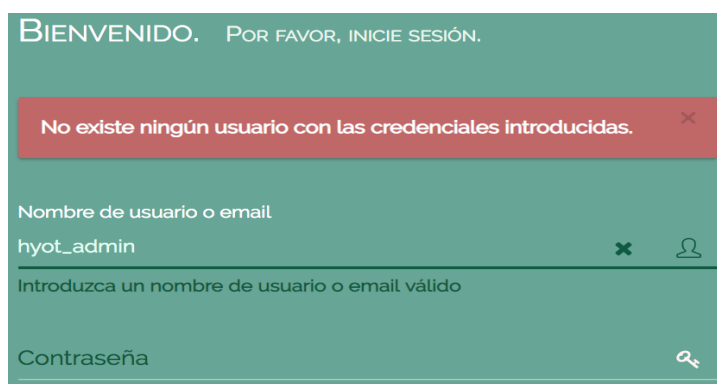 BIENVENIDO. POR FAVOR, INICIE SESIÓN.
No existe ningún usuario con las credenciales introducidas.
Nombre de usuario o email
hyot_admin
Introduzca un nombre de usuario o email válido
Contraseña